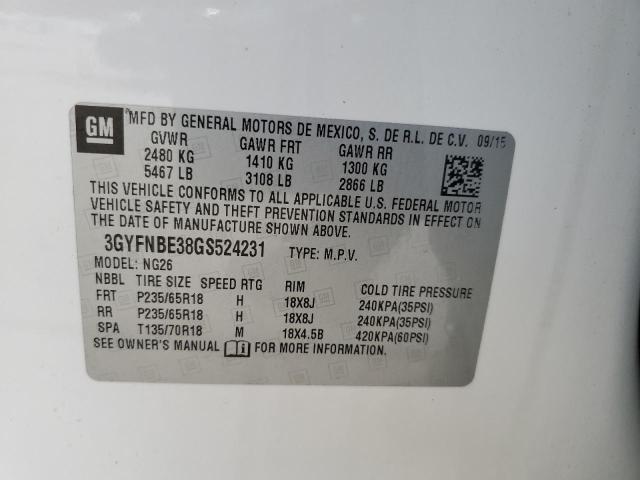 GM
MFD BY GENERAL MOTORS DE MEXICO, S. DE R.L. DE C.V. 09/15
GVWR GAWR FRT GAWR RR
2480 KG 1410 KG 1300 KG
5467 LB 3108 LB 2866 LB
THIS VEHICLE CONFORMS TO ALL APPLICABLE U.S. FEDERAL MOTOR
VEHICLE SAFETY AND THEFT PREVENTION STANDARDS IN EFFECT ON
THE DATE OF MANUFACTURE SHOWN ABOVE.
3GYFNBE38GS524231 TYPE: M.P.V.
MODEL: NG26
NBBL TIRE SIZE SPEED RTG RIM COLD TIRE PRESSURE
FRT P235/65R18 H 18X8J 240KPA(35PSI)
RR P235/65R18 H 18X8J 240KPA(35PSI)
SPA T135/70R18 M 18X4.5B 420KPA(60PSI)
SEE OWNER'S MANUAL FOR MORE INFORMATION.